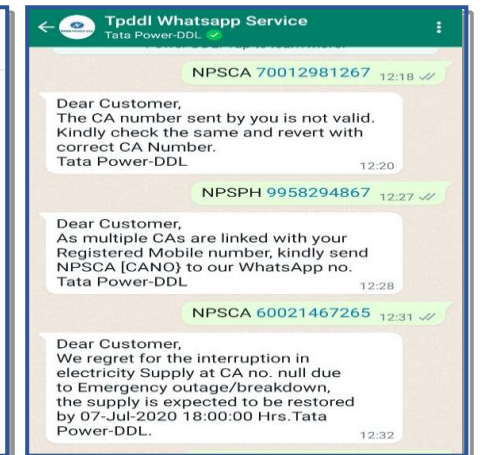 Tpddl Whatsapp Service
Tata Power-DDL
NPSCA 70012981267 12:18
Dear Customer,
The CA number sent by you is not valid.
Kindly check the same and revert with
correct CA Number.
Tata Power-DDL
12:20
NPSPH 9958294867 12:27
Dear Customer,
As multiple CAs are linked with your
Registered Mobile number, kindly send
NPSCA [CANO} to our WhatsApp no.
Tata Power-DDL
12:28
NPSCA 60021467265 12:31
Dear Customer,
We regret for the interruption in
electricity Supply at CA no. null due
to Emergency outage/breakdown,
the supply is expected to be restored
by 07-Jul-2020 18:00:00 Hrs.Tata
Power-DDL.
12:32